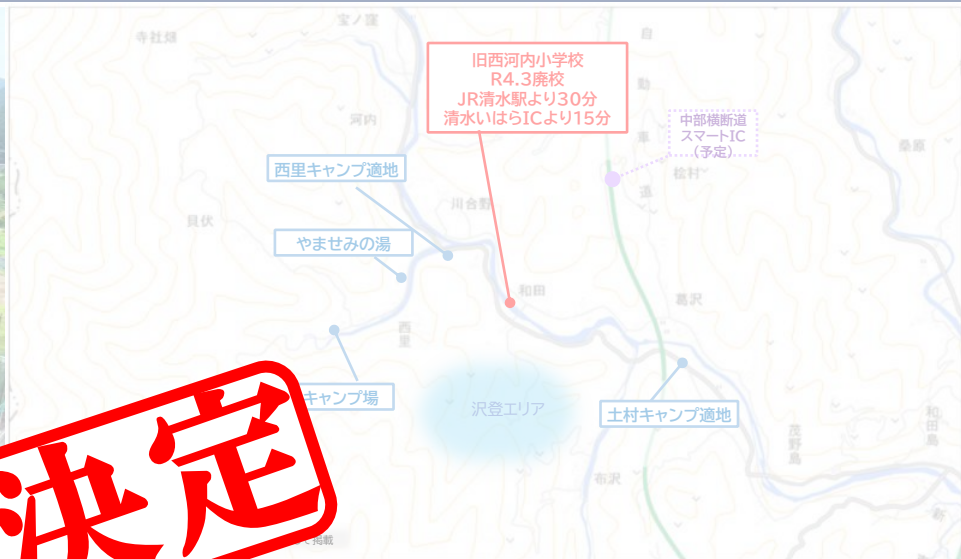 宝ノ窪
寺社畑
自
動
車
道
旧西河内小学校
R4.3廃校
JR清水駅より30分
清水いはらICより15分
中部横断道
スマートIC
(予定)
河内
桑原
桧村
西里キャンプ適地
川合野
貝伏
やませみの湯
和田
葛沢
西里
キャンプ場
沢登エリア
土村キャンプ適地
茂野島
和田島
布沢
決定
て掲載